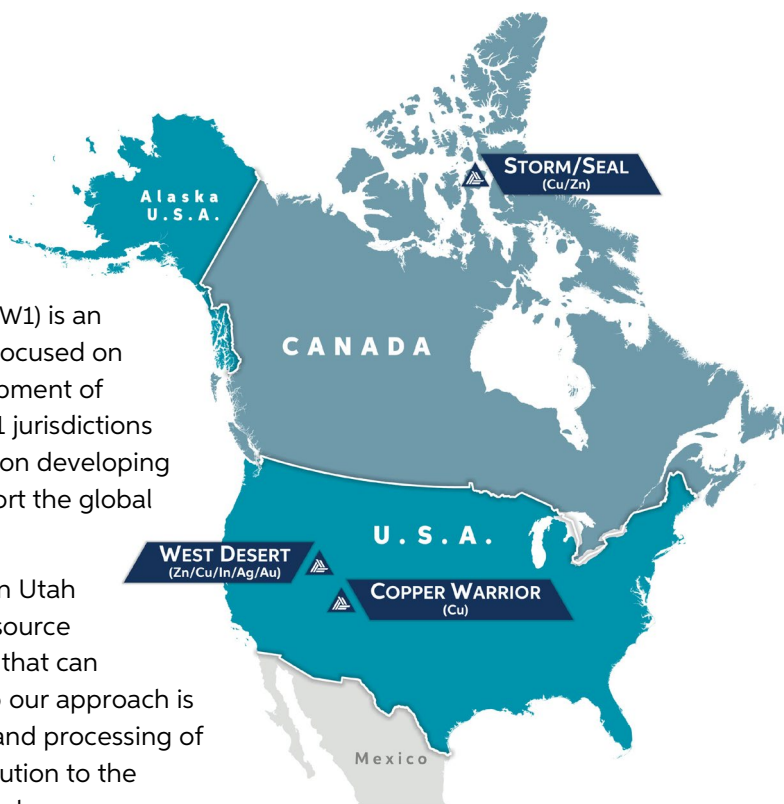 STORM/SEAL
(Cu/Zn)
Alaska
U.S.A.
CANADA
W1) is an
ocused on
pment of
1 jurisdictions
on developing
ort the global
U.S.A.
WEST DESERT
(Zn/Cu/In/Ag/Au)
COPPER WARRIOR
(Cu)
n Utah
source
that can
our approach is
and processing of
ution to the
Mexico